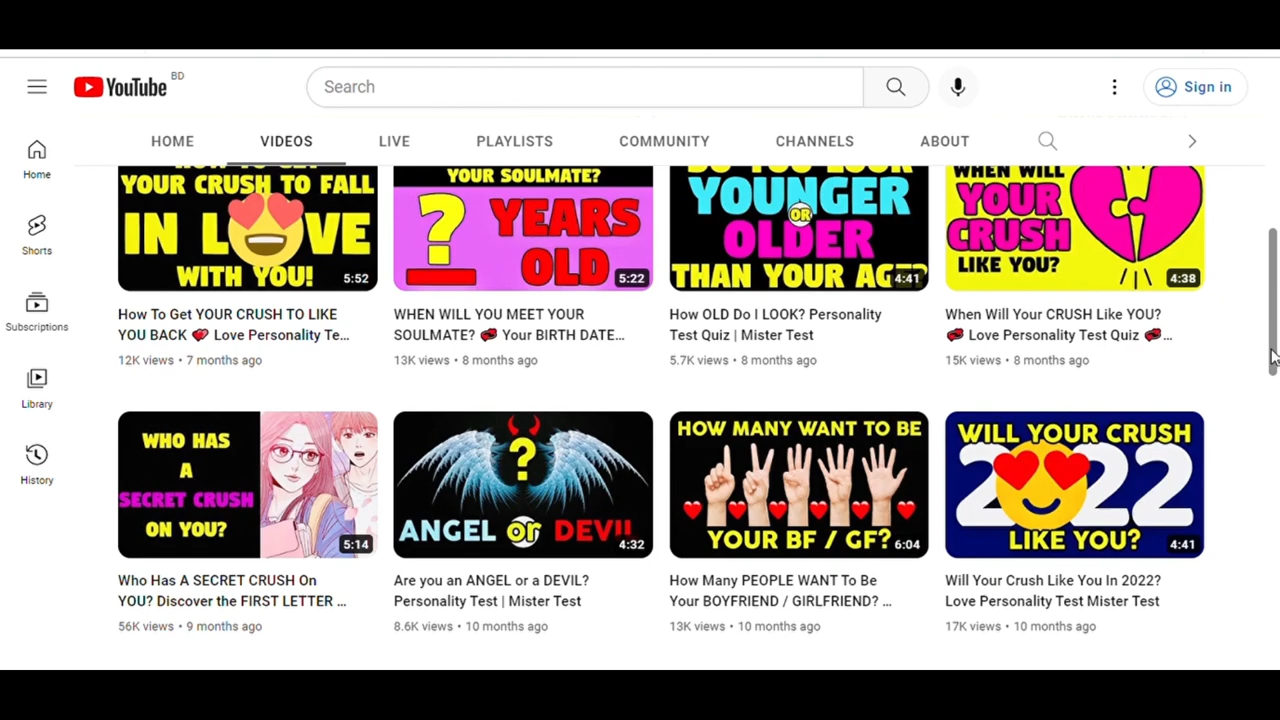 YouTube BD
Search
Sign in
HOME VIDEOS LIVE PLAYLISTS COMMUNITY CHANNELS ABOUT
Home
Shorts
Subscriptions
Library
History
YOUR CRUSH TO FALL
IN LOVE
WITH YOU!
5:52
How To Get YOUR CRUSH TO LIKE
YOU BACK 💘 Love Personality Te...
12K views • 7 months ago
YOUR SOULMATE?
? YEARS
OLD
5:22
WHEN WILL YOU MEET YOUR
SOULMATE? 💋 Your BIRTH DATE...
13K views • 8 months ago
DO YOU LOOK
YOUNGER
OR
OLDER
THAN YOUR AGE?
4:41
How OLD Do I LOOK? Personality
Test Quiz | Mister Test
5.7K views • 8 months ago
WHEN WILL
YOUR
CRUSH
LIKE YOU?
4:38
When Will Your CRUSH Like YOU?
💋 Love Personality Test Quiz 💋...
15K views • 8 months ago
WHO HAS
A
SECRET CRUSH
ON YOU?
5:14
Who Has A SECRET CRUSH On
YOU? Discover the FIRST LETTER ...
56K views • 9 months ago
?
ANGEL or DEVIL
4:32
Are you an ANGEL or a DEVIL?
Personality Test | Mister Test
8.6K views • 10 months ago
HOW MANY WANT TO BE
YOUR BF / GF?
6:04
How Many PEOPLE WANT To Be
Your BOYFRIEND / GIRLFRIEND? ...
13K views • 10 months ago
WILL YOUR CRUSH
2022
LIKE YOU?
4:41
Will Your Crush Like You In 2022?
Love Personality Test Mister Test
17K views • 10 months ago